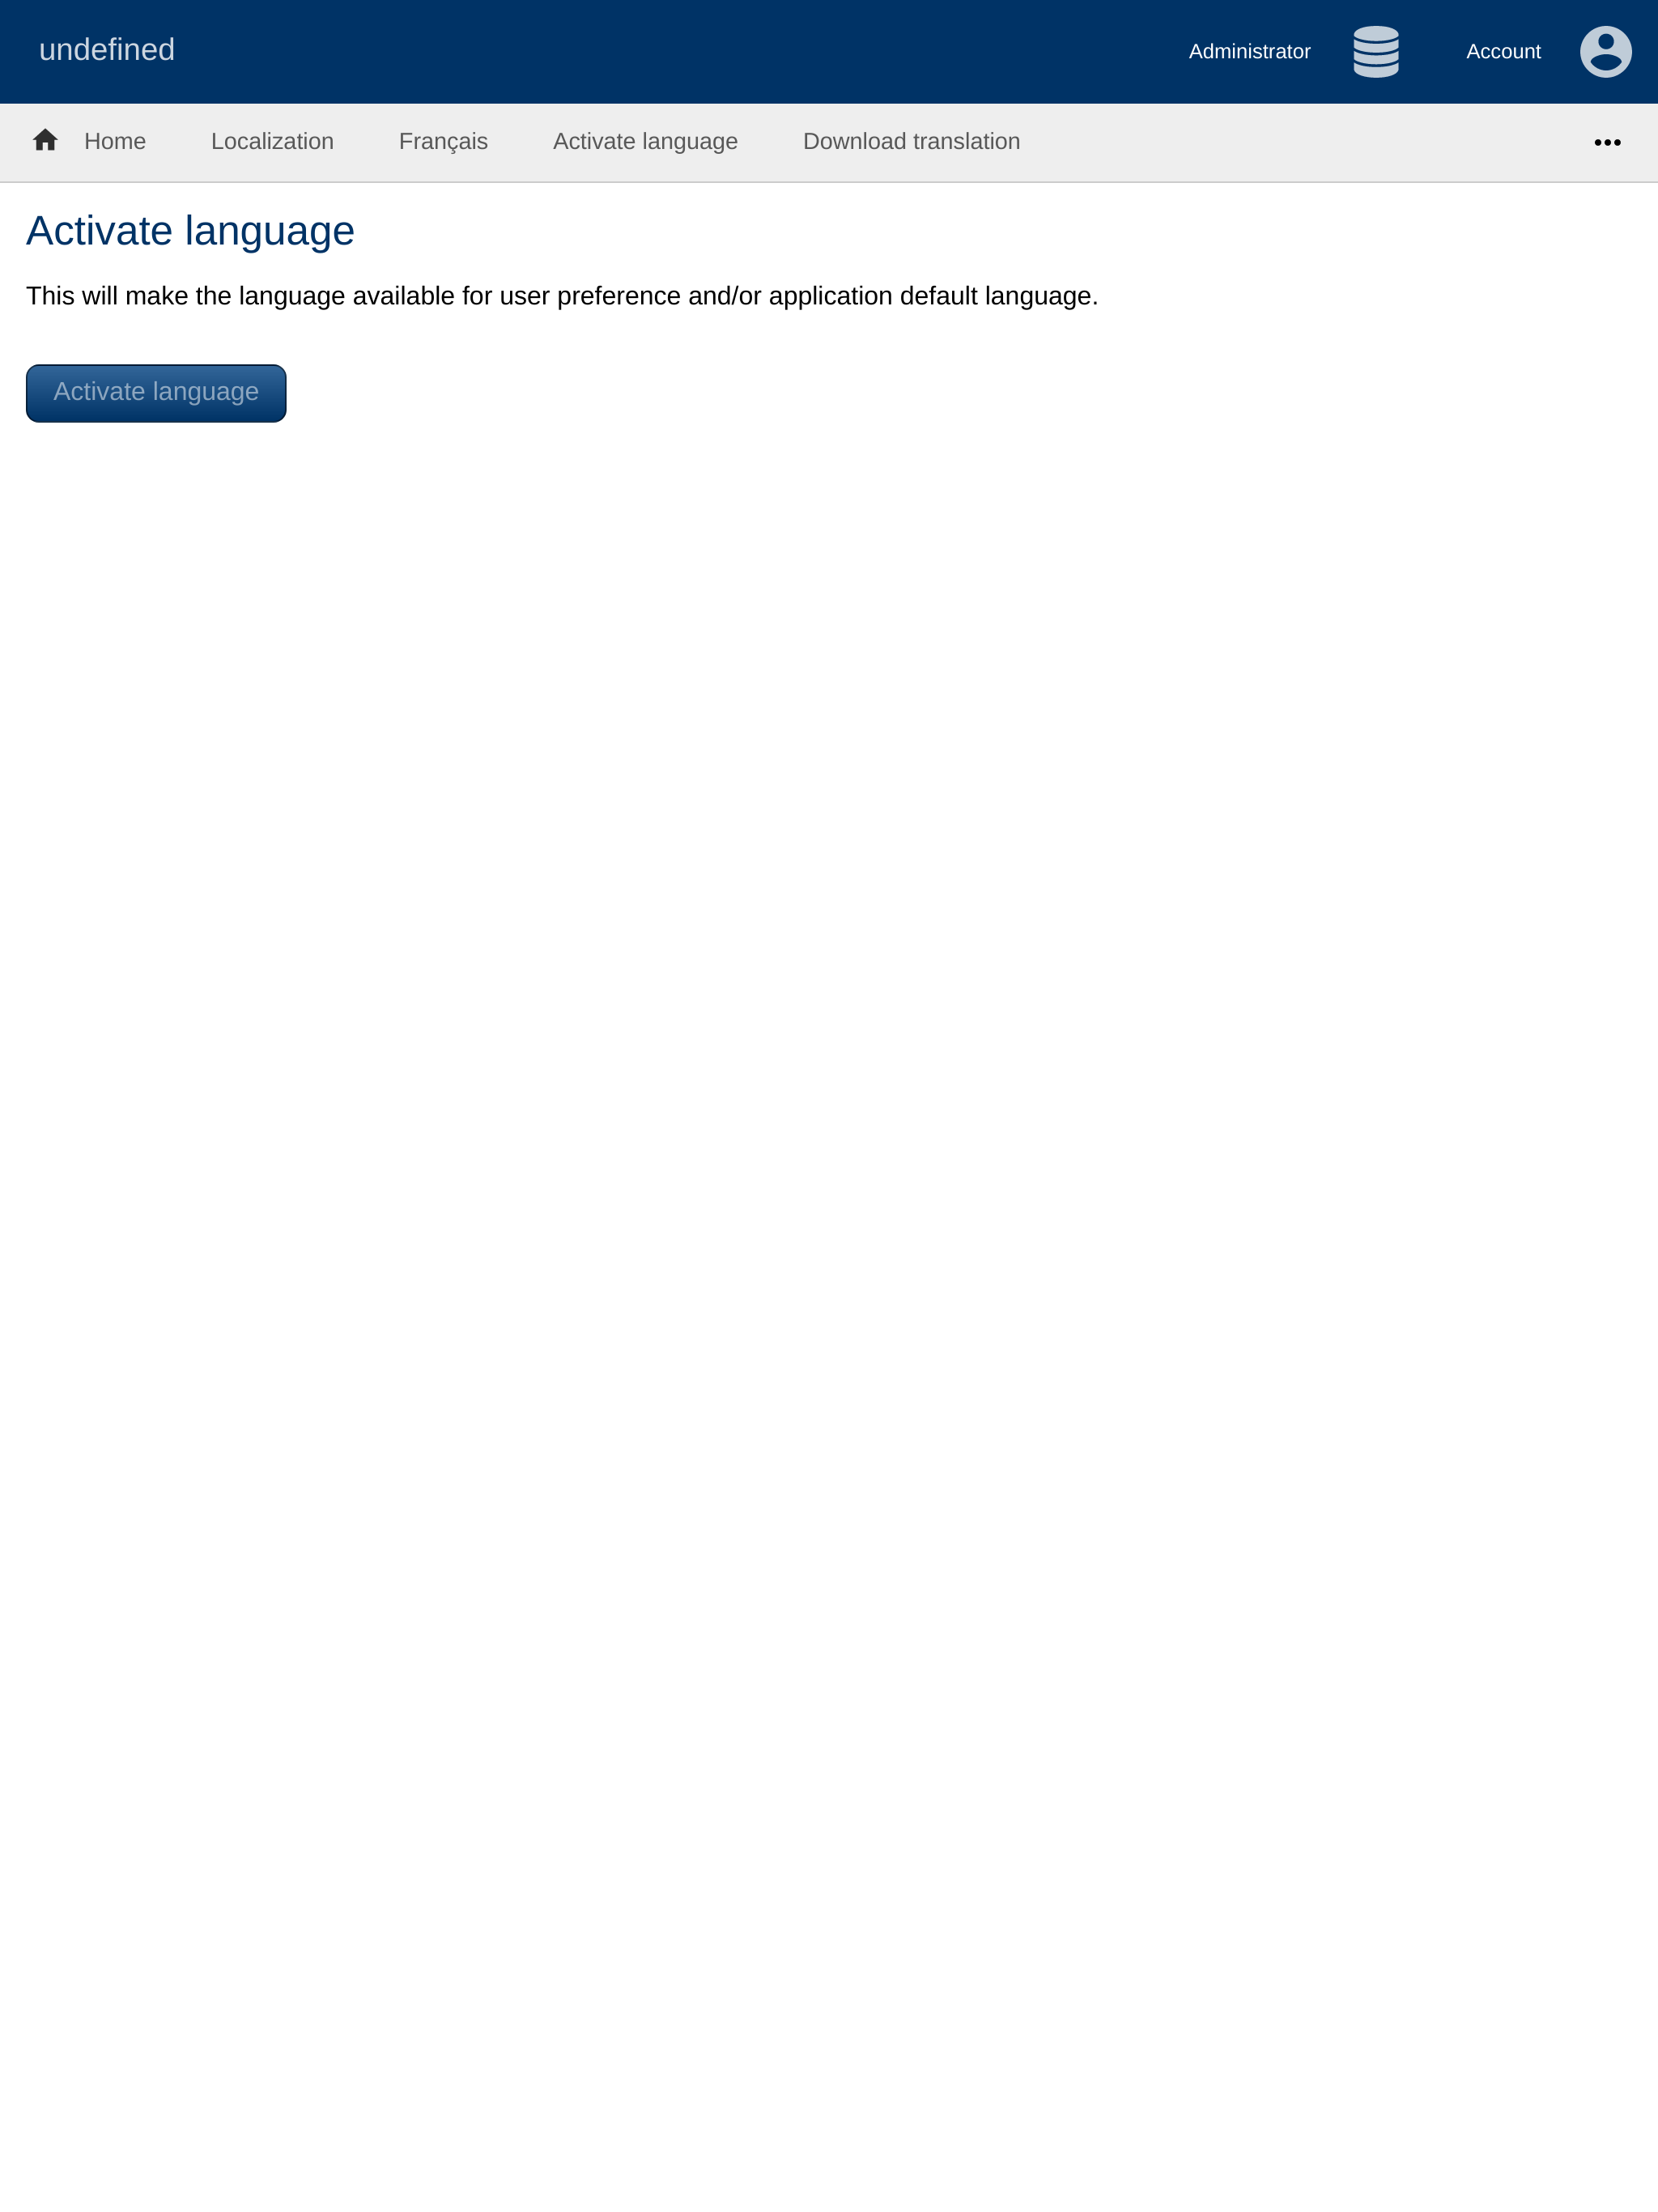 undefined Administrator Account
Home Localization Français Activate language Download translation
Activate language
This will make the language available for user preference and/or application default language.
Activate language